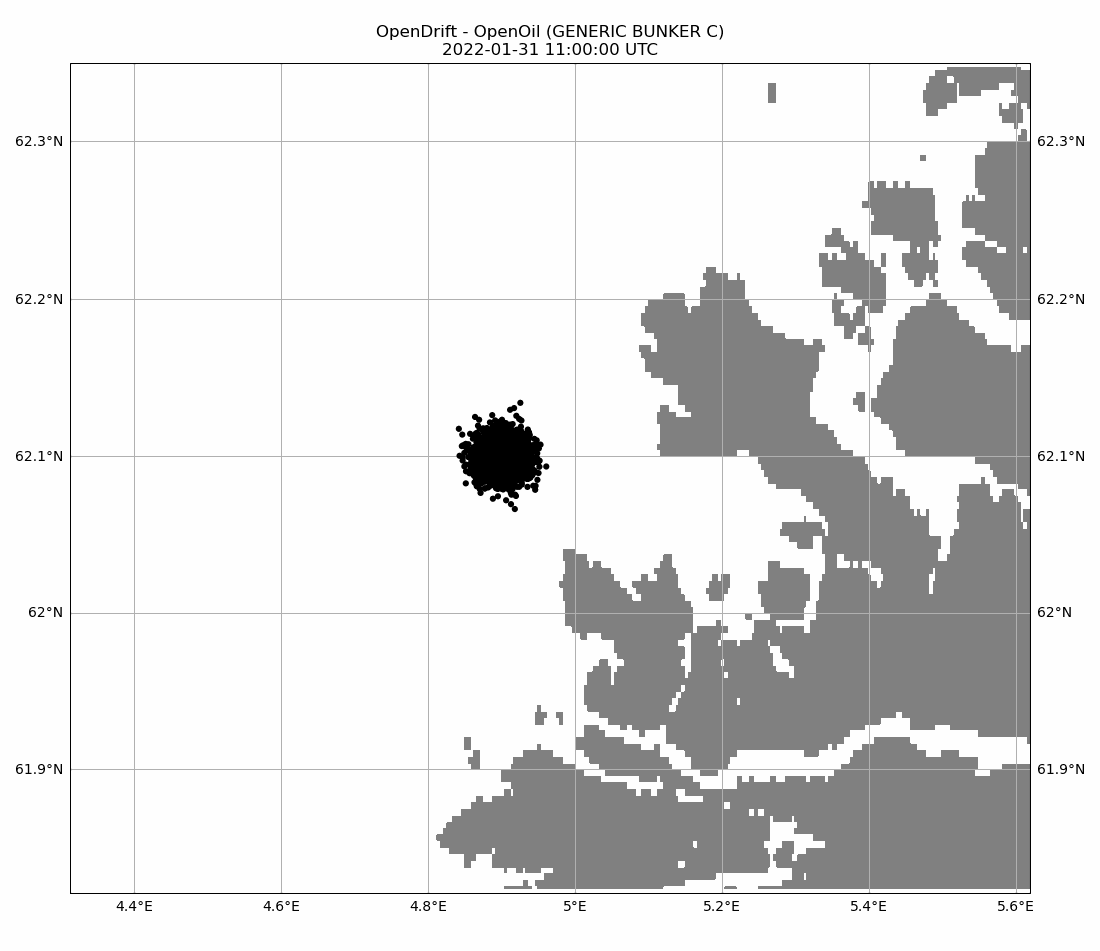 OpenDrift - OpenOil (GENERIC BUNKER C)
2022-01-31 11:00:00 UTC
62.3°N 62.3°N
62.2°N 62.2°N
62.1°N 62.1°N
62°N 62°N
61.9°N 61.9°N
4.4°E 4.6°E 4.8°E 5°E 5.2°E 5.4°E 5.6°E